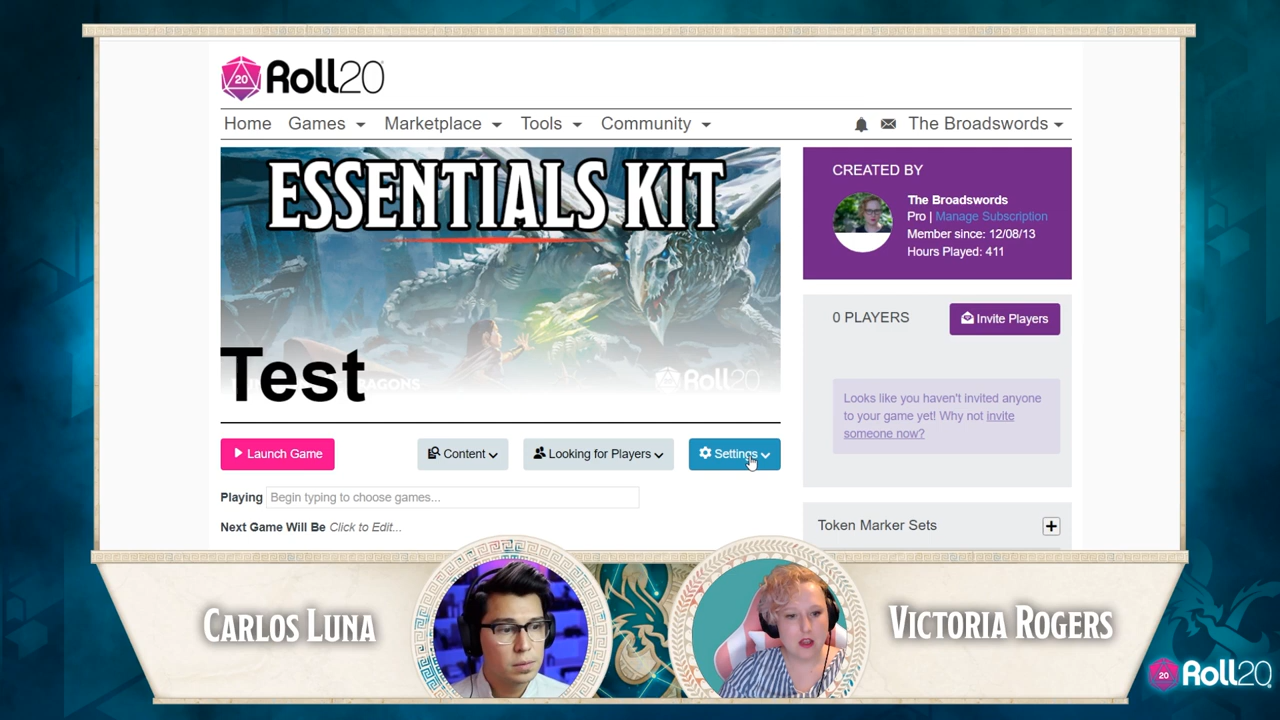 20 Roll20
Home Games Marketplace Tools Community The Broadswords
ESSENTIALS KIT
Test
AGONS
Roll20
CREATED BY
The Broadswords
Pro | Manage Subscription
Member since: 12/08/13
Hours Played: 411
0 PLAYERS Invite Players
Looks like you haven't invited anyone
to your game yet! Why not invite
someone now?
Launch Game Content Looking for Players Settings
Playing Begin typing to choose games...
Next Game Will Be Click to Edit...
Token Marker Sets
CARLOS LUNA
VICTORIA ROGERS
20 Roll20